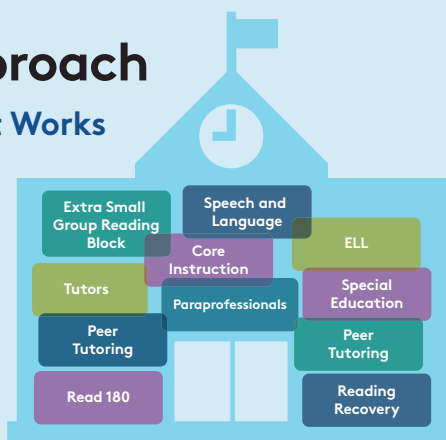 proach
t Works
Extra Small
Group Reading
Block
Speech and
Language
ELL
Core
Instruction
Tutors
Special
Education
Paraprofessionals
Peer
Tutoring
Peer
Tutoring
Read 180
Reading
Recovery